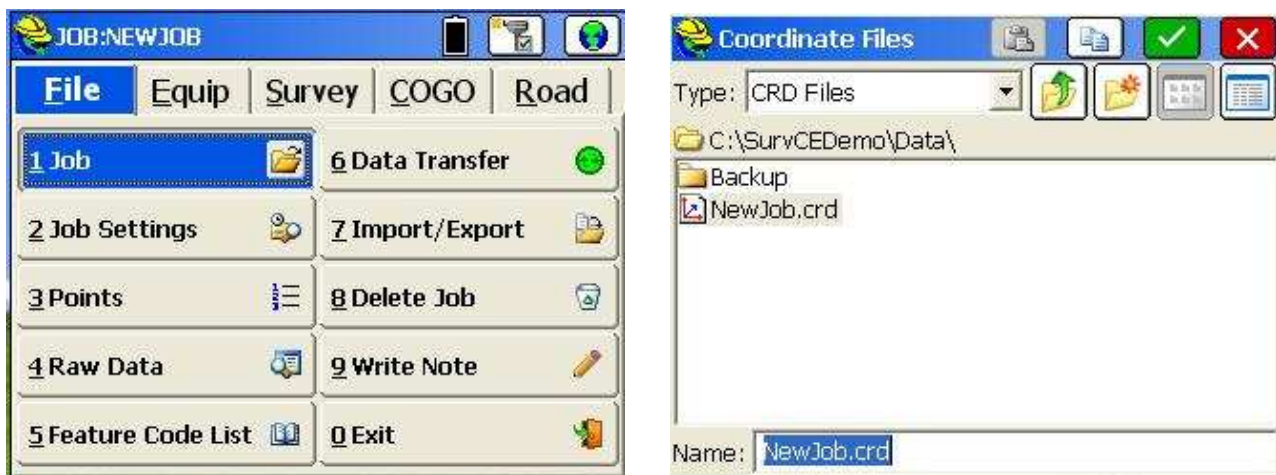 JOB:NEWJOB
File Equip Survey COGO Road
1 Job 6 Data Transfer
2 Job Settings 7 Import/Export
3 Points 8 Delete Job
4 Raw Data 9 Write Note
5 Feature Code List 0 Exit
Coordinate Files
Type: CRD Files
C:\SurvCEDemo\Data\
Backup
NewJob.crd
Name: NewJob.crd